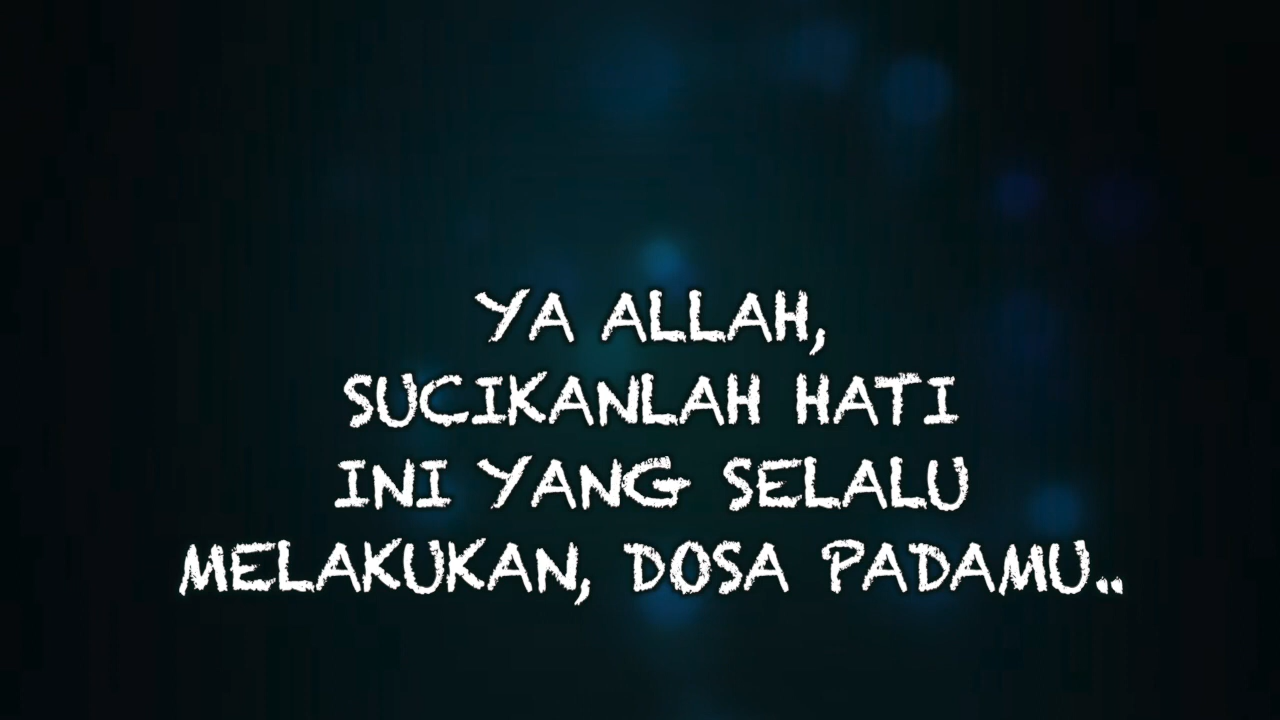 YA ALLAH,
SUCIKANLAH HATI
INI YANG SELALU
MELAKUKAN, DOSA PADAMU..